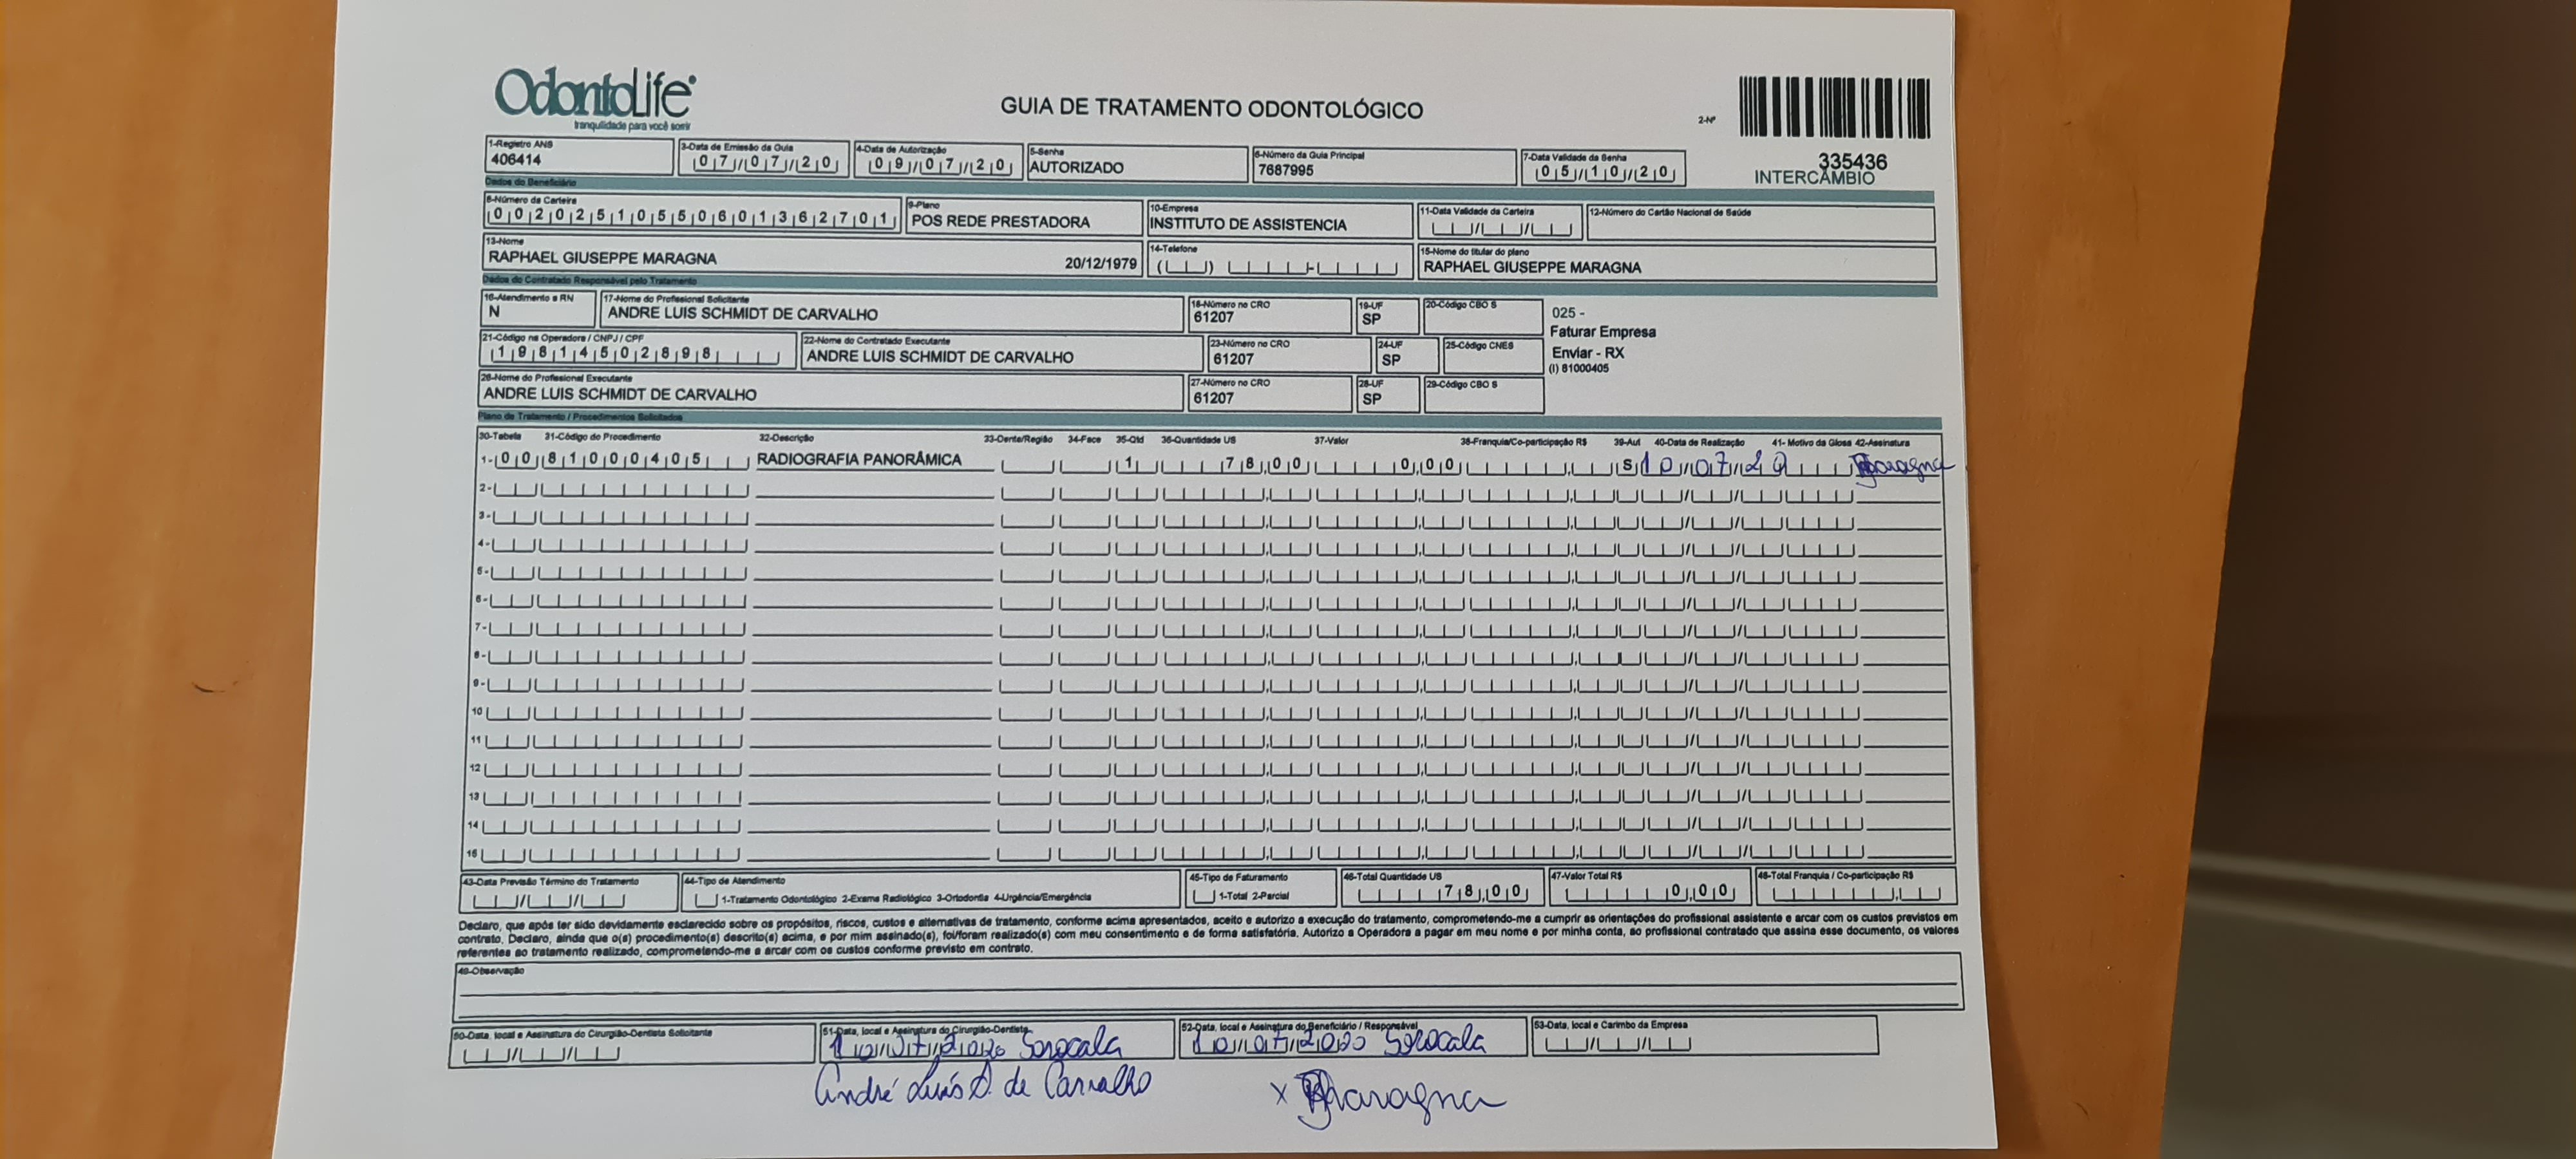 OdontoLife
tranquilidade para você sorrir
GUIA DE TRATAMENTO ODONTOLÓGICO
2-Nº
335436
INTERCÂMBIO
1-Registro ANS
406414
3-Data de Emissão da Guia
07/07/20
4-Data de Autorização
09/07/20
5-Senha
AUTORIZADO
6-Número da Guia Principal
7687995
7-Data Validade da Senha
05/10/20
Dados do Beneficiário
8-Número da Carteira
00202510550601362701
9-Plano
POS REDE PRESTADORA
10-Empresa
INSTITUTO DE ASSISTENCIA
11-Data Validade da Carteira
12-Número do Cartão Nacional de Saúde
13-Nome
RAPHAEL GIUSEPPE MARAGNA 20/12/1979
14-Telefone
15-Nome do titular do plano
RAPHAEL GIUSEPPE MARAGNA
Dados do Contratado Responsável pelo Tratamento
16-Atendimento a RN
N
17-Nome do Profissional Solicitante
ANDRE LUIS SCHMIDT DE CARVALHO
18-Número no CRO
61207
19-UF
SP
20-Código CBO S
025 -
Faturar Empresa
Enviar - RX
(I) 81000405
21-Código na Operadora / CNPJ / CPF
19814502898
22-Nome do Contratado Executante
ANDRE LUIS SCHMIDT DE CARVALHO
23-Número no CRO
61207
24-UF
SP
25-Código CNES
26-Nome do Profissional Executante
ANDRE LUIS SCHMIDT DE CARVALHO
27-Número no CRO
61207
28-UF
SP
29-Código CBO S
Plano de Tratamento / Procedimentos Solicitados
30-Tabela 31-Código do Procedimento 32-Descrição 33-Dente/Região 34-Face 35-Qtd 36-Quantidade US 37-Valor 38-Franquia/Co-participação R$ 39-Aut 40-Data de Realização 41- Motivo da Glosa 42-Assinatura
1- 00 81000405 RADIOGRAFIA PANORÂMICA 1 78,00 0,00 S 10/07/20 Maragna
2-
3-
4-
5-
6-
7-
8-
9-
10
11
12
13
14
15
43-Data Previsão Término do Tratamento
44-Tipo de Atendimento
1-Tratamento Odontológico 2-Exame Radiológico 3-Ortodontia 4-Urgência/Emergência
45-Tipo de Faturamento
1-Total 2-Parcial
46-Total Quantidade US
78,00
47-Valor Total R$
0,00
48-Total Franquia / Co-participação R$
Declaro, que após ter sido devidamente esclarecido sobre os propósitos, riscos, custos e alternativas de tratamento, conforme acima apresentados, aceito e autorizo a execução do tratamento, comprometendo-me a cumprir as orientações do profissional assistente e arcar com os custos previstos em
contrato. Declaro, ainda que o(s) procedimento(s) descrito(s) acima, e por mim assinado(s), foi/foram realizado(s) com meu consentimento e de forma satisfatória. Autorizo a Operadora a pagar em meu nome e por minha conta, ao profissional contratado que assina esse documento, os valores
referentes ao tratamento realizado, comprometendo-me a arcar com os custos conforme previsto em contrato.
49-Observação
50-Data, local e Assinatura do Cirurgião-Dentista Solicitante
51-Data, local e Assinatura do Cirurgião-Dentista
10/07/2020 Sorocaba
André Luís S. de Carvalho
52-Data, local e Assinatura do Beneficiário / Responsável
10/07/2020 Sorocaba
x Maragna
53-Data, local e Carimbo da Empresa